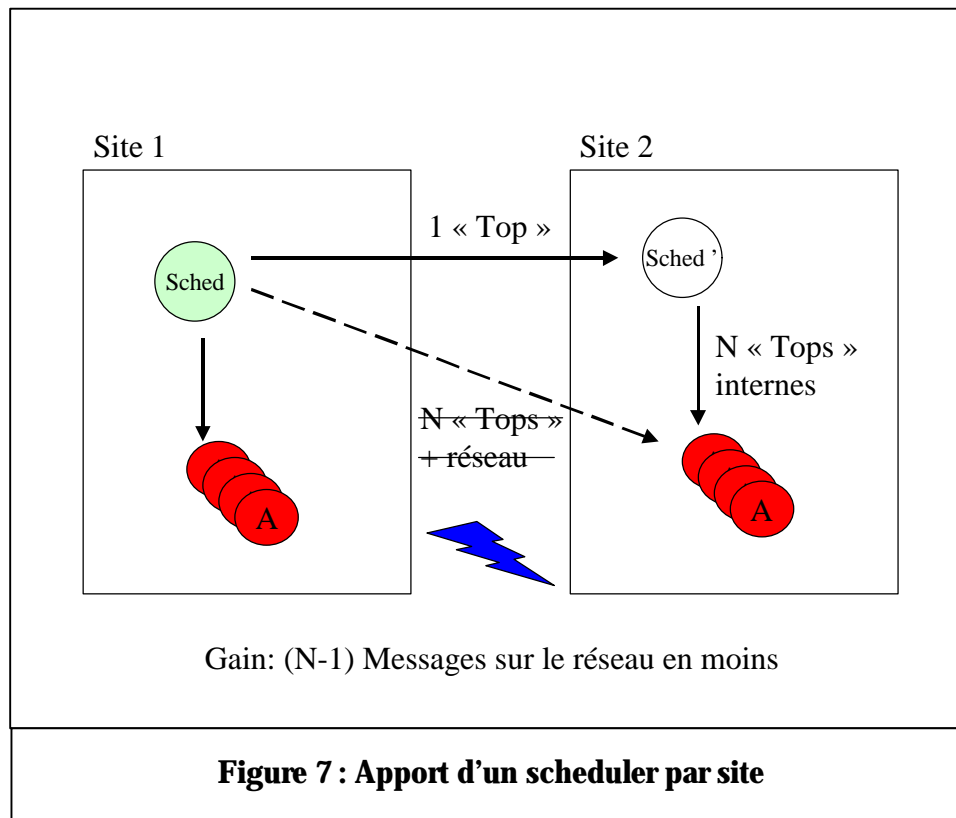 Site 1
Site 2
1 « Top »
Sched
Sched ’
N « Tops »
internes
N « Tops »
+ réseau
A
A
Gain: (N-1) Messages sur le réseau en moins
Figure 7 : Apport d’un scheduler par site